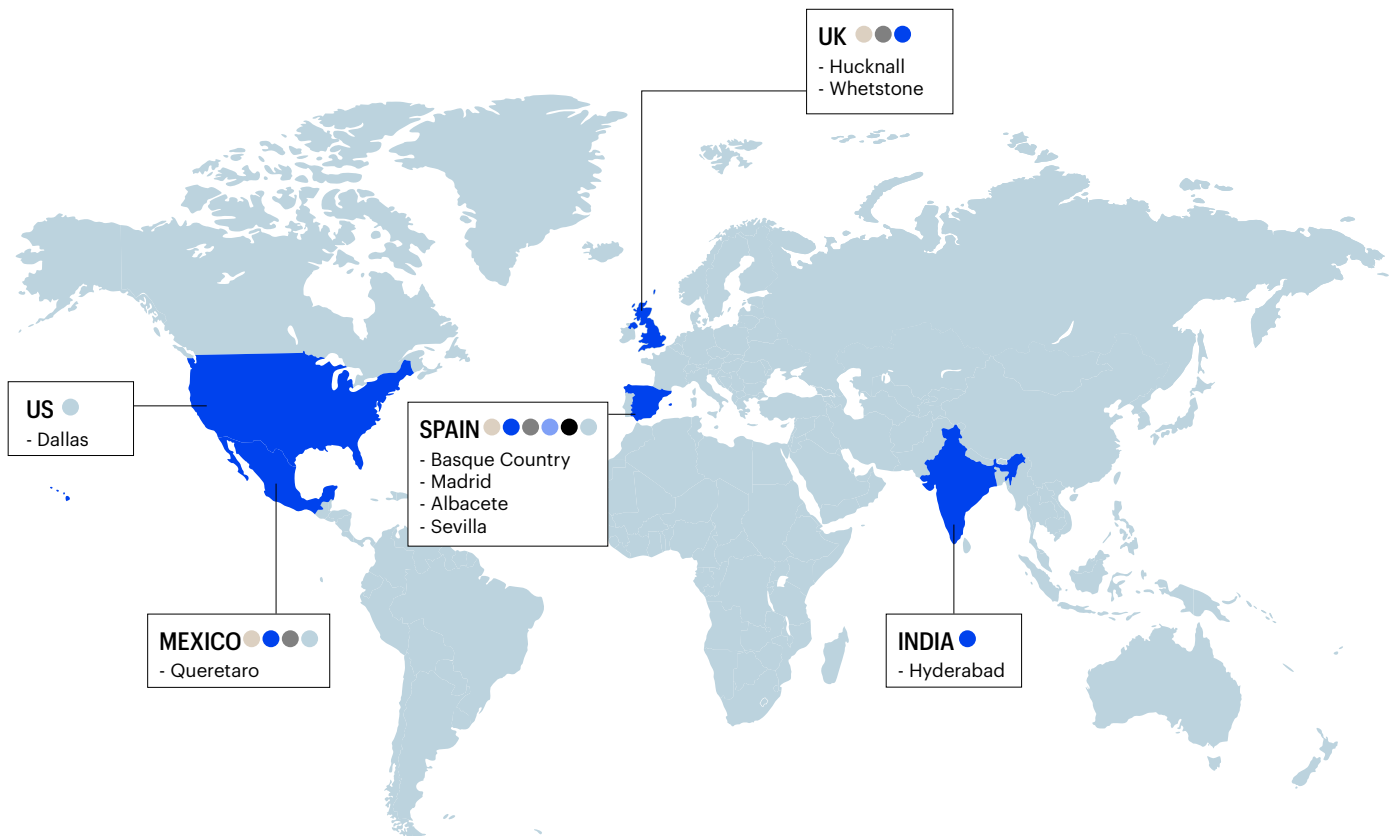 UK
- Hucknall
- Whetstone
US
- Dallas
SPAIN
- Basque Country
- Madrid
- Albacete
- Sevilla
MEXICO
- Queretaro
INDIA
- Hyderabad